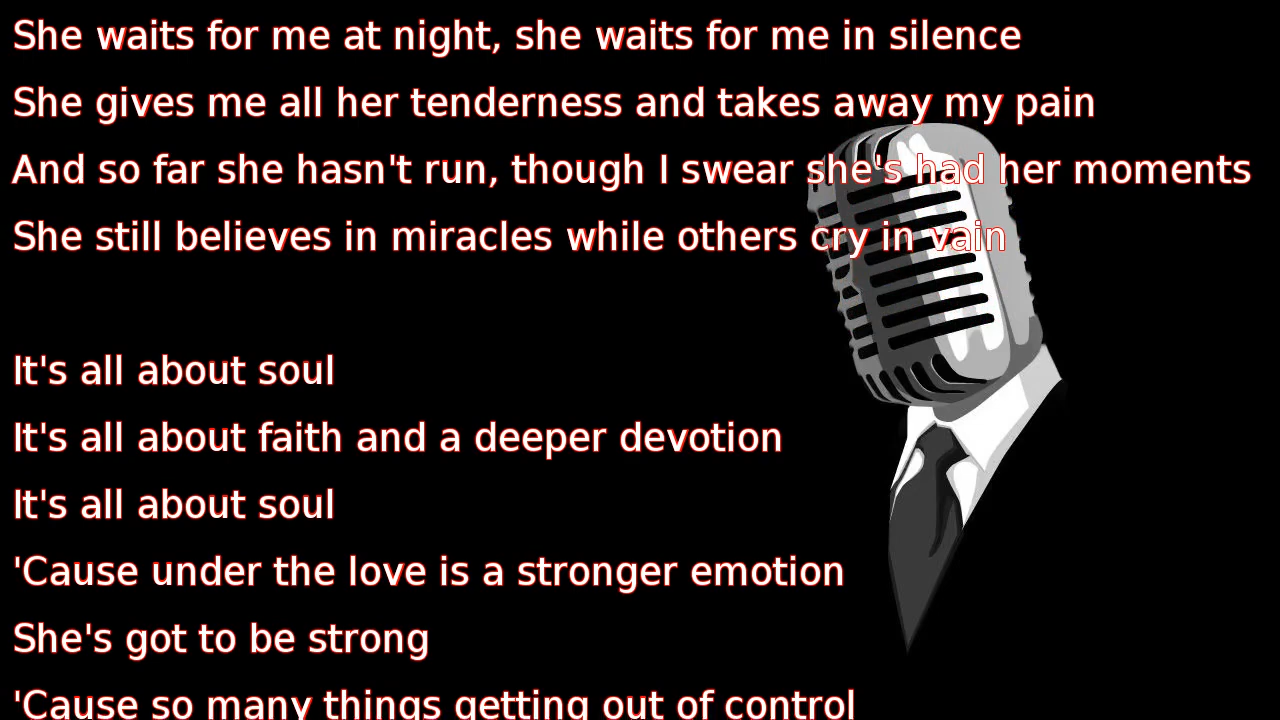 She waits for me at night, she waits for me in silence
She gives me all her tenderness and takes away my pain
And so far she hasn't run, though I swear she's had her moments
She still believes in miracles while others cry in vain
It's all about soul
It's all about faith and a deeper devotion
It's all about soul
'Cause under the love is a stronger emotion
She's got to be strong
'Cause so many things getting out of control